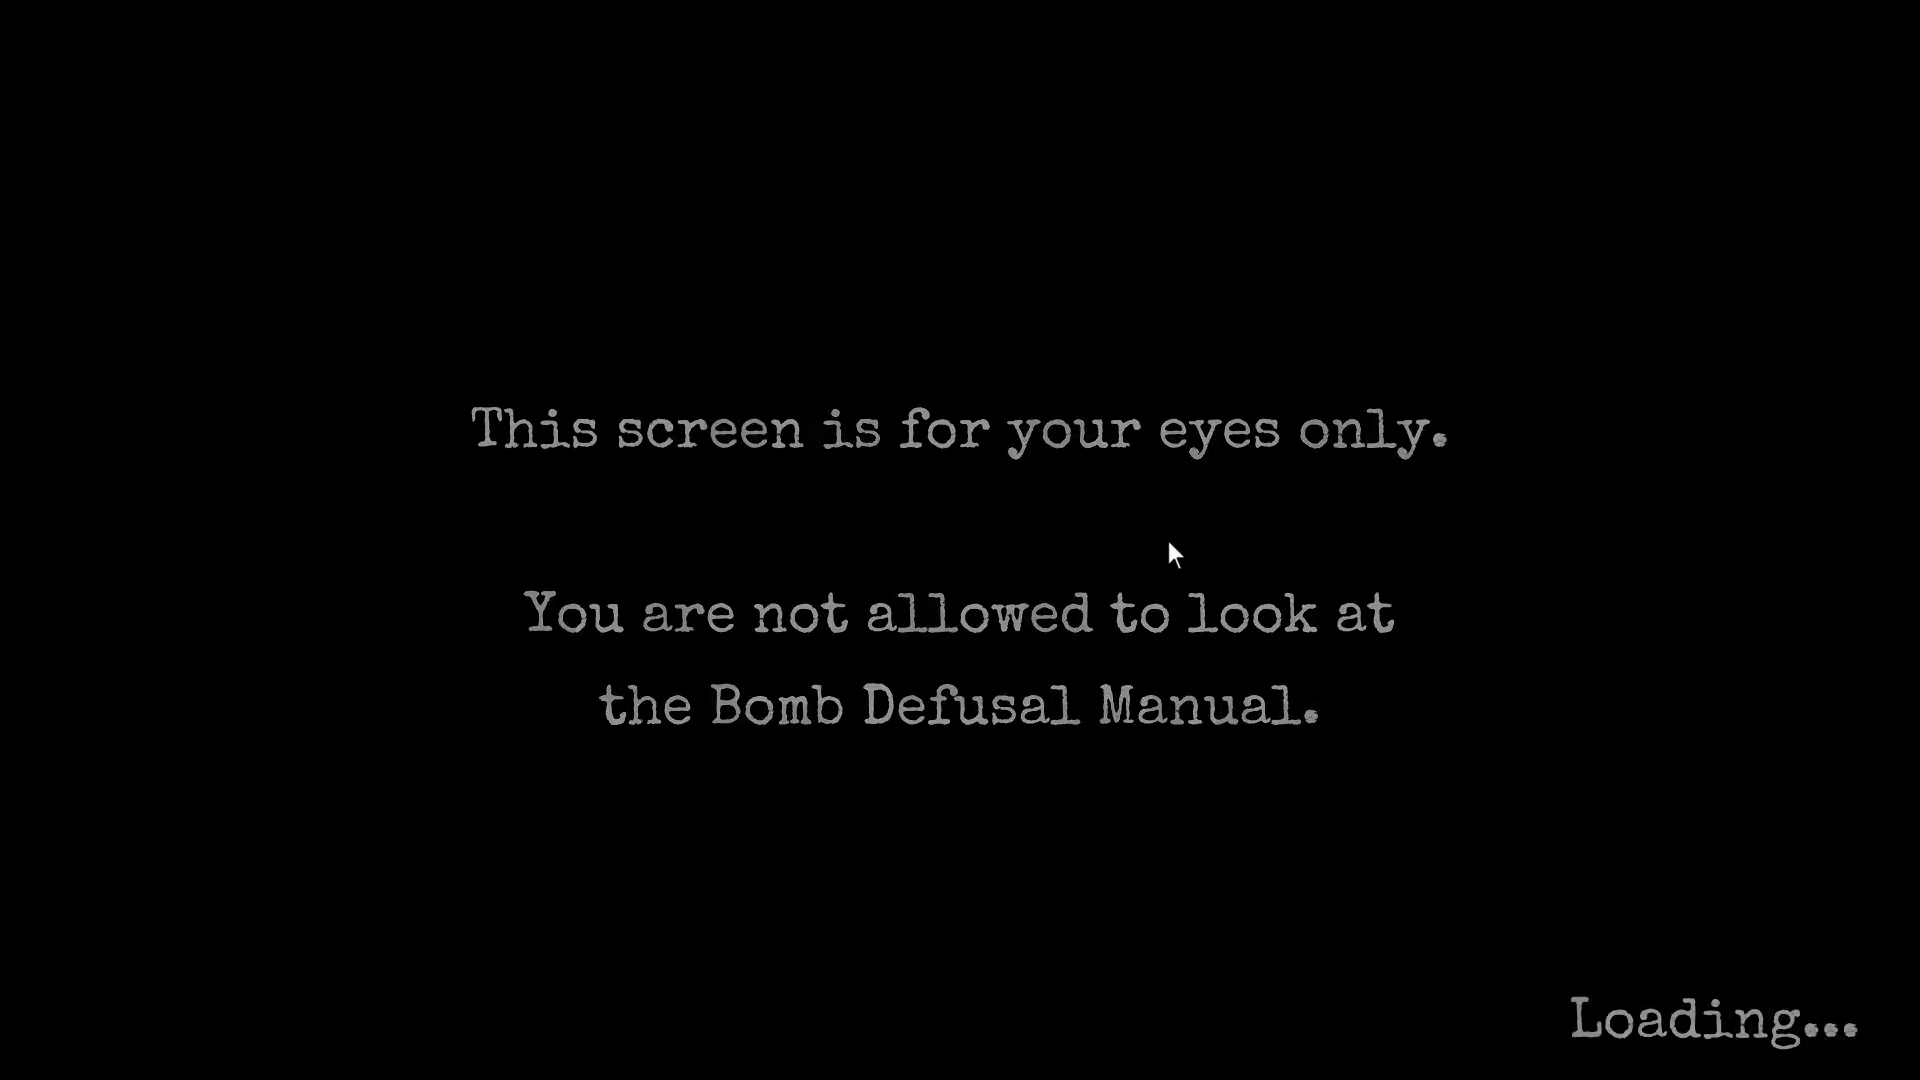 This screen is for your eyes only.
You are not allowed to look at
the Bomb Defusal Manual.
Loading...